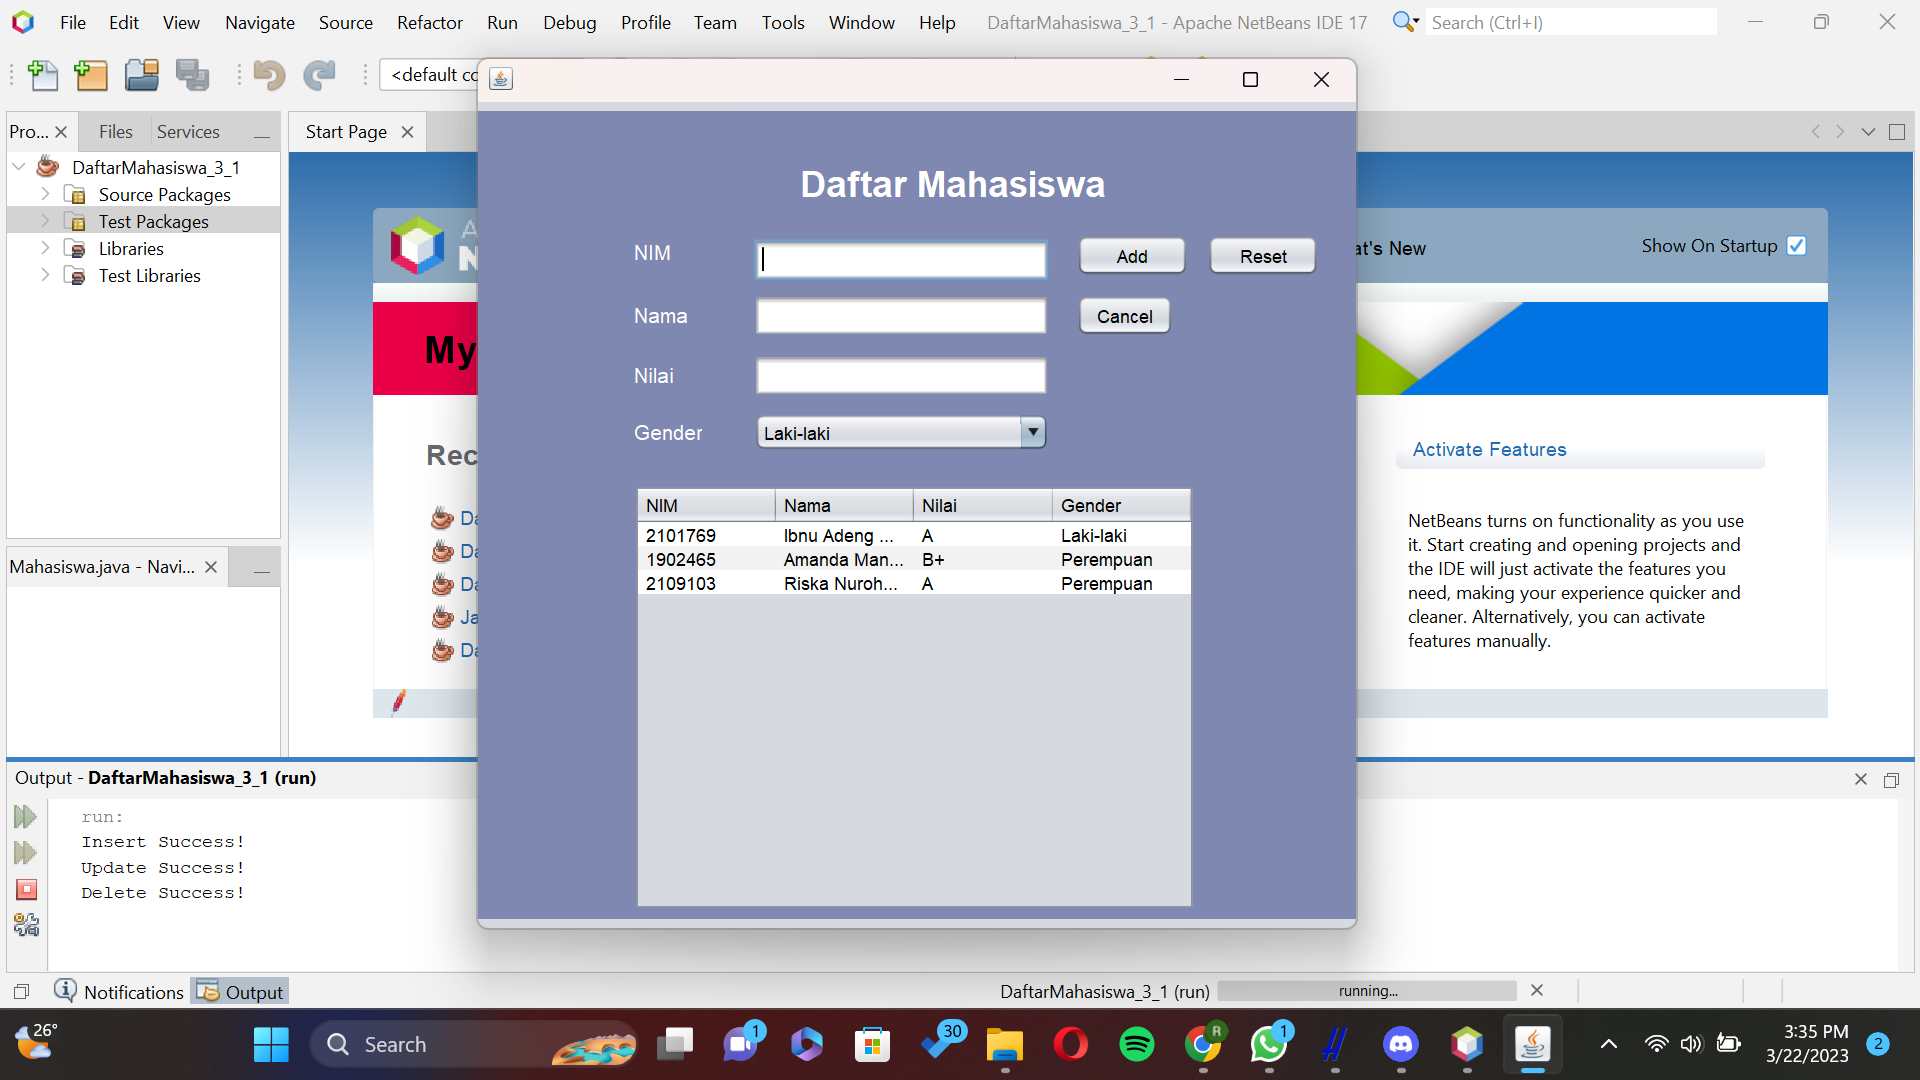 File Edit View Navigate Source Refactor Run Debug Profile Team Tools Window Help DaftarMahasiswa_3_1 - Apache NetBeans IDE 17 Search (Ctrl+I)
<default co
Pro... Files Services
Start Page
DaftarMahasiswa_3_1
Source Packages
Test Packages
Libraries
Test Libraries
Mahasiswa.java - Navi...
My
Rec
Da
Da
Da
Ja
Da
at's New
Show On Startup
Activate Features
NetBeans turns on functionality as you use
it. Start creating and opening projects and
the IDE will just activate the features you
need, making your experience quicker and
cleaner. Alternatively, you can activate
features manually.
Daftar Mahasiswa
NIM Add Reset
Nama Cancel
Nilai
Gender Laki-laki
NIM Nama Nilai Gender
2101769 Ibnu Adeng ... A Laki-laki
1902465 Amanda Man... B+ Perempuan
2109103 Riska Nuroh... A Perempuan
Output - DaftarMahasiswa_3_1 (run)
run:
Insert Success!
Update Success!
Delete Success!
Notifications Output
DaftarMahasiswa_3_1 (run) running...
26°
Search
1
30
R
1
3:35 PM
3/22/2023
2